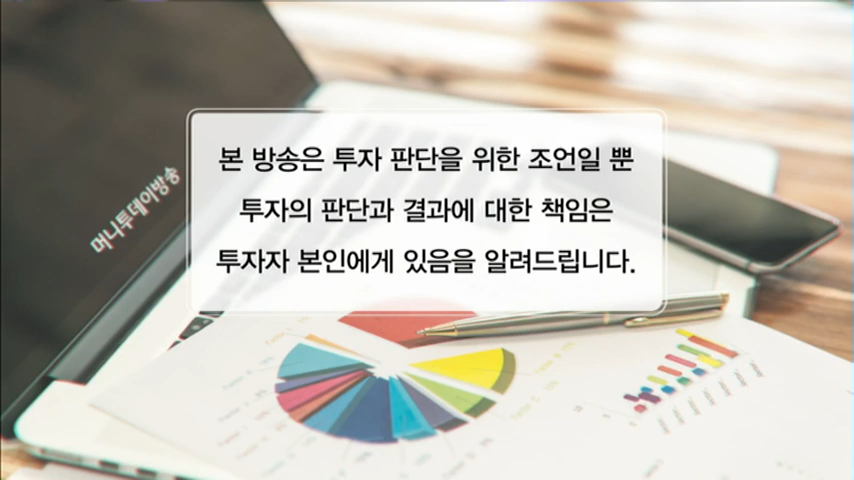 본 방송은 투자 판단을 위한 조언일 뿐
투자의 판단과 결과에 대한 책임은
투자자 본인에게 있음을 알려드립니다.
머니투데이방송